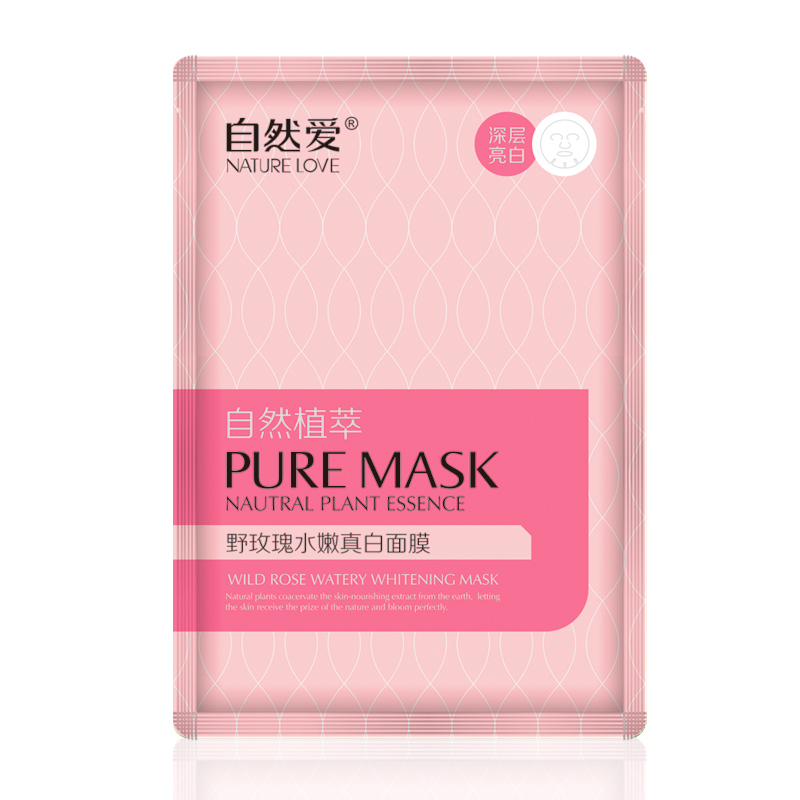 自然爱®
NATURE LOVE
深层
亮白
自然植萃
PURE MASK
NAUTRAL PLANT ESSENCE
野玫瑰水嫩真白面膜
WILD ROSE WATERY WHITENING MASK
Natural plants coacervate the skin-nourishing extract from the earth, letting
the skin receive the prize of the nature and bloom perfectly.